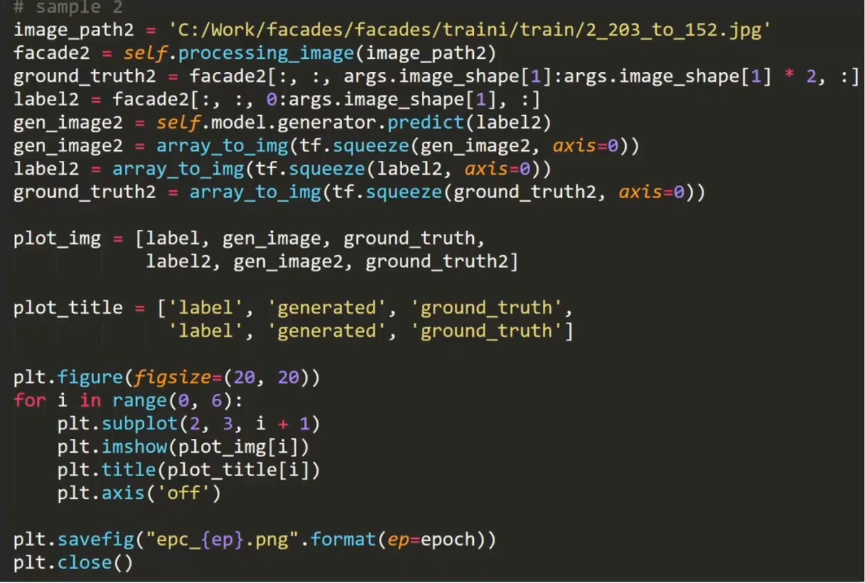 # sample 2
image_path2 = 'C:/Work/facades/facades/traini/train/2_203_to_152.jpg'
facade2 = self.processing_image(image_path2)
ground_truth2 = facade2[:, :, args.image_shape[1]:args.image_shape[1] * 2, :]
label2 = facade2[:, :, 0:args.image_shape[1], :]
gen_image2 = self.model.generator.predict(label2)
gen_image2 = array_to_img(tf.squeeze(gen_image2, axis=0))
label2 = array_to_img(tf.squeeze(label2, axis=0))
ground_truth2 = array_to_img(tf.squeeze(ground_truth2, axis=0))

plot_img = [label, gen_image, ground_truth,
            label2, gen_image2, ground_truth2]

plot_title = ['label', 'generated', 'ground_truth',
              'label', 'generated', 'ground_truth']

plt.figure(figsize=(20, 20))
for i in range(0, 6):
    plt.subplot(2, 3, i + 1)
    plt.imshow(plot_img[i])
    plt.title(plot_title[i])
    plt.axis('off')

plt.savefig("epc_{ep}.png".format(ep=epoch))
plt.close()